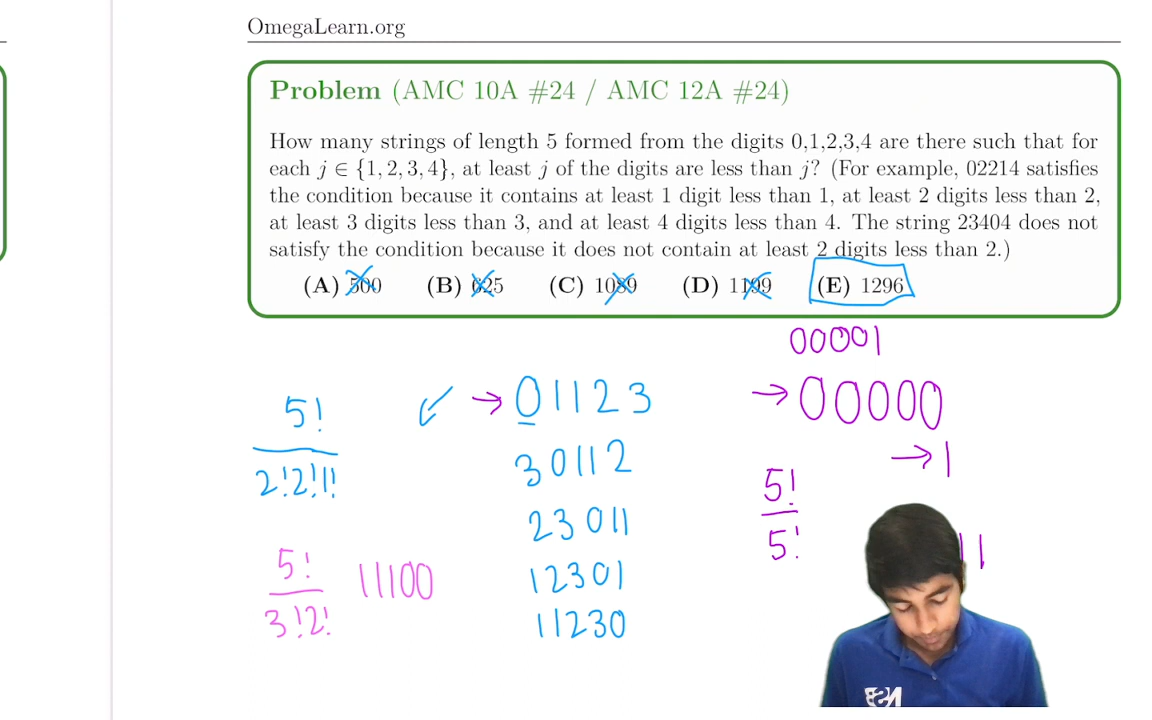 OmegaLearn.org
Problem (AMC 10A #24 / AMC 12A #24)
How many strings of length 5 formed from the digits 0,1,2,3,4 are there such that for
each j ∈ {1, 2, 3, 4}, at least j of the digits are less than j? (For example, 02214 satisfies
the condition because it contains at least 1 digit less than 1, at least 2 digits less than 2,
at least 3 digits less than 3, and at least 4 digits less than 4. The string 23404 does not
satisfy the condition because it does not contain at least 2 digits less than 2.)
(A) 500 (B) 625 (C) 1089 (D) 1199 (E) 1296
00001
5! → 01123 → 00000
2!2!1! 30112 → 1
5!
23011
5!
5! 11100 12301 11
3!2! 11230